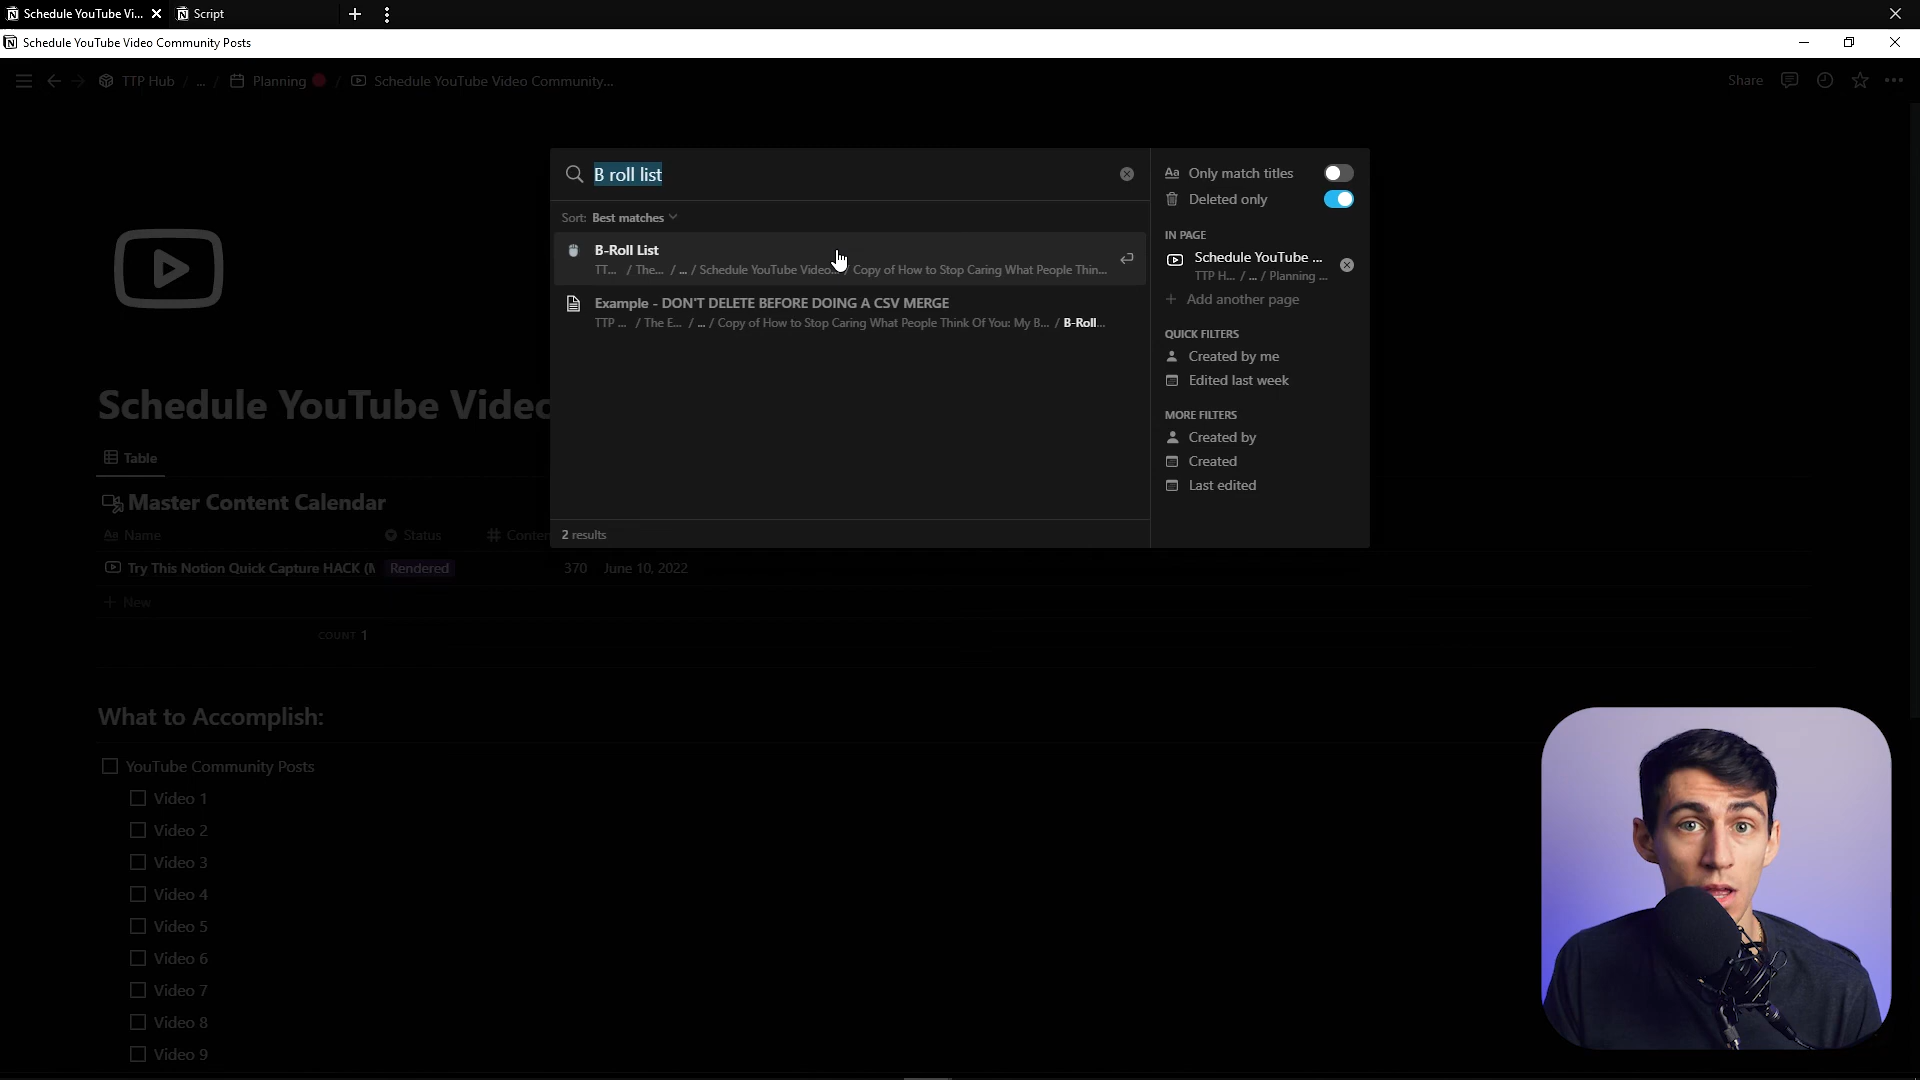 Schedule YouTube Vi...
Script
Schedule YouTube Video Community Posts
TTP Hub / ... / Planning / Schedule YouTube Video Community...
Share
B roll list
Sort: Best matches
B-Roll List
TT... / The... / ... / Schedule YouTube Video... / Copy of How to Stop Caring What People Thin...
Example - DON'T DELETE BEFORE DOING A CSV MERGE
TTP ... / The E... / ... / Copy of How to Stop Caring What People Think Of You: My B... / B-Roll...
2 results
Aa Only match titles
Deleted only
IN PAGE
Schedule YouTube ...
TTP H... / ... / Planning ...
+ Add another page
QUICK FILTERS
Created by me
Edited last week
MORE FILTERS
Created by
Created
Last edited
Schedule YouTube Video
Table
Master Content Calendar
Aa Name Status # Conten
Try This Notion Quick Capture HACK (N Rendered 370 June 10, 2022
+ New
COUNT 1
What to Accomplish:
YouTube Community Posts
Video 1
Video 2
Video 3
Video 4
Video 5
Video 6
Video 7
Video 8
Video 9